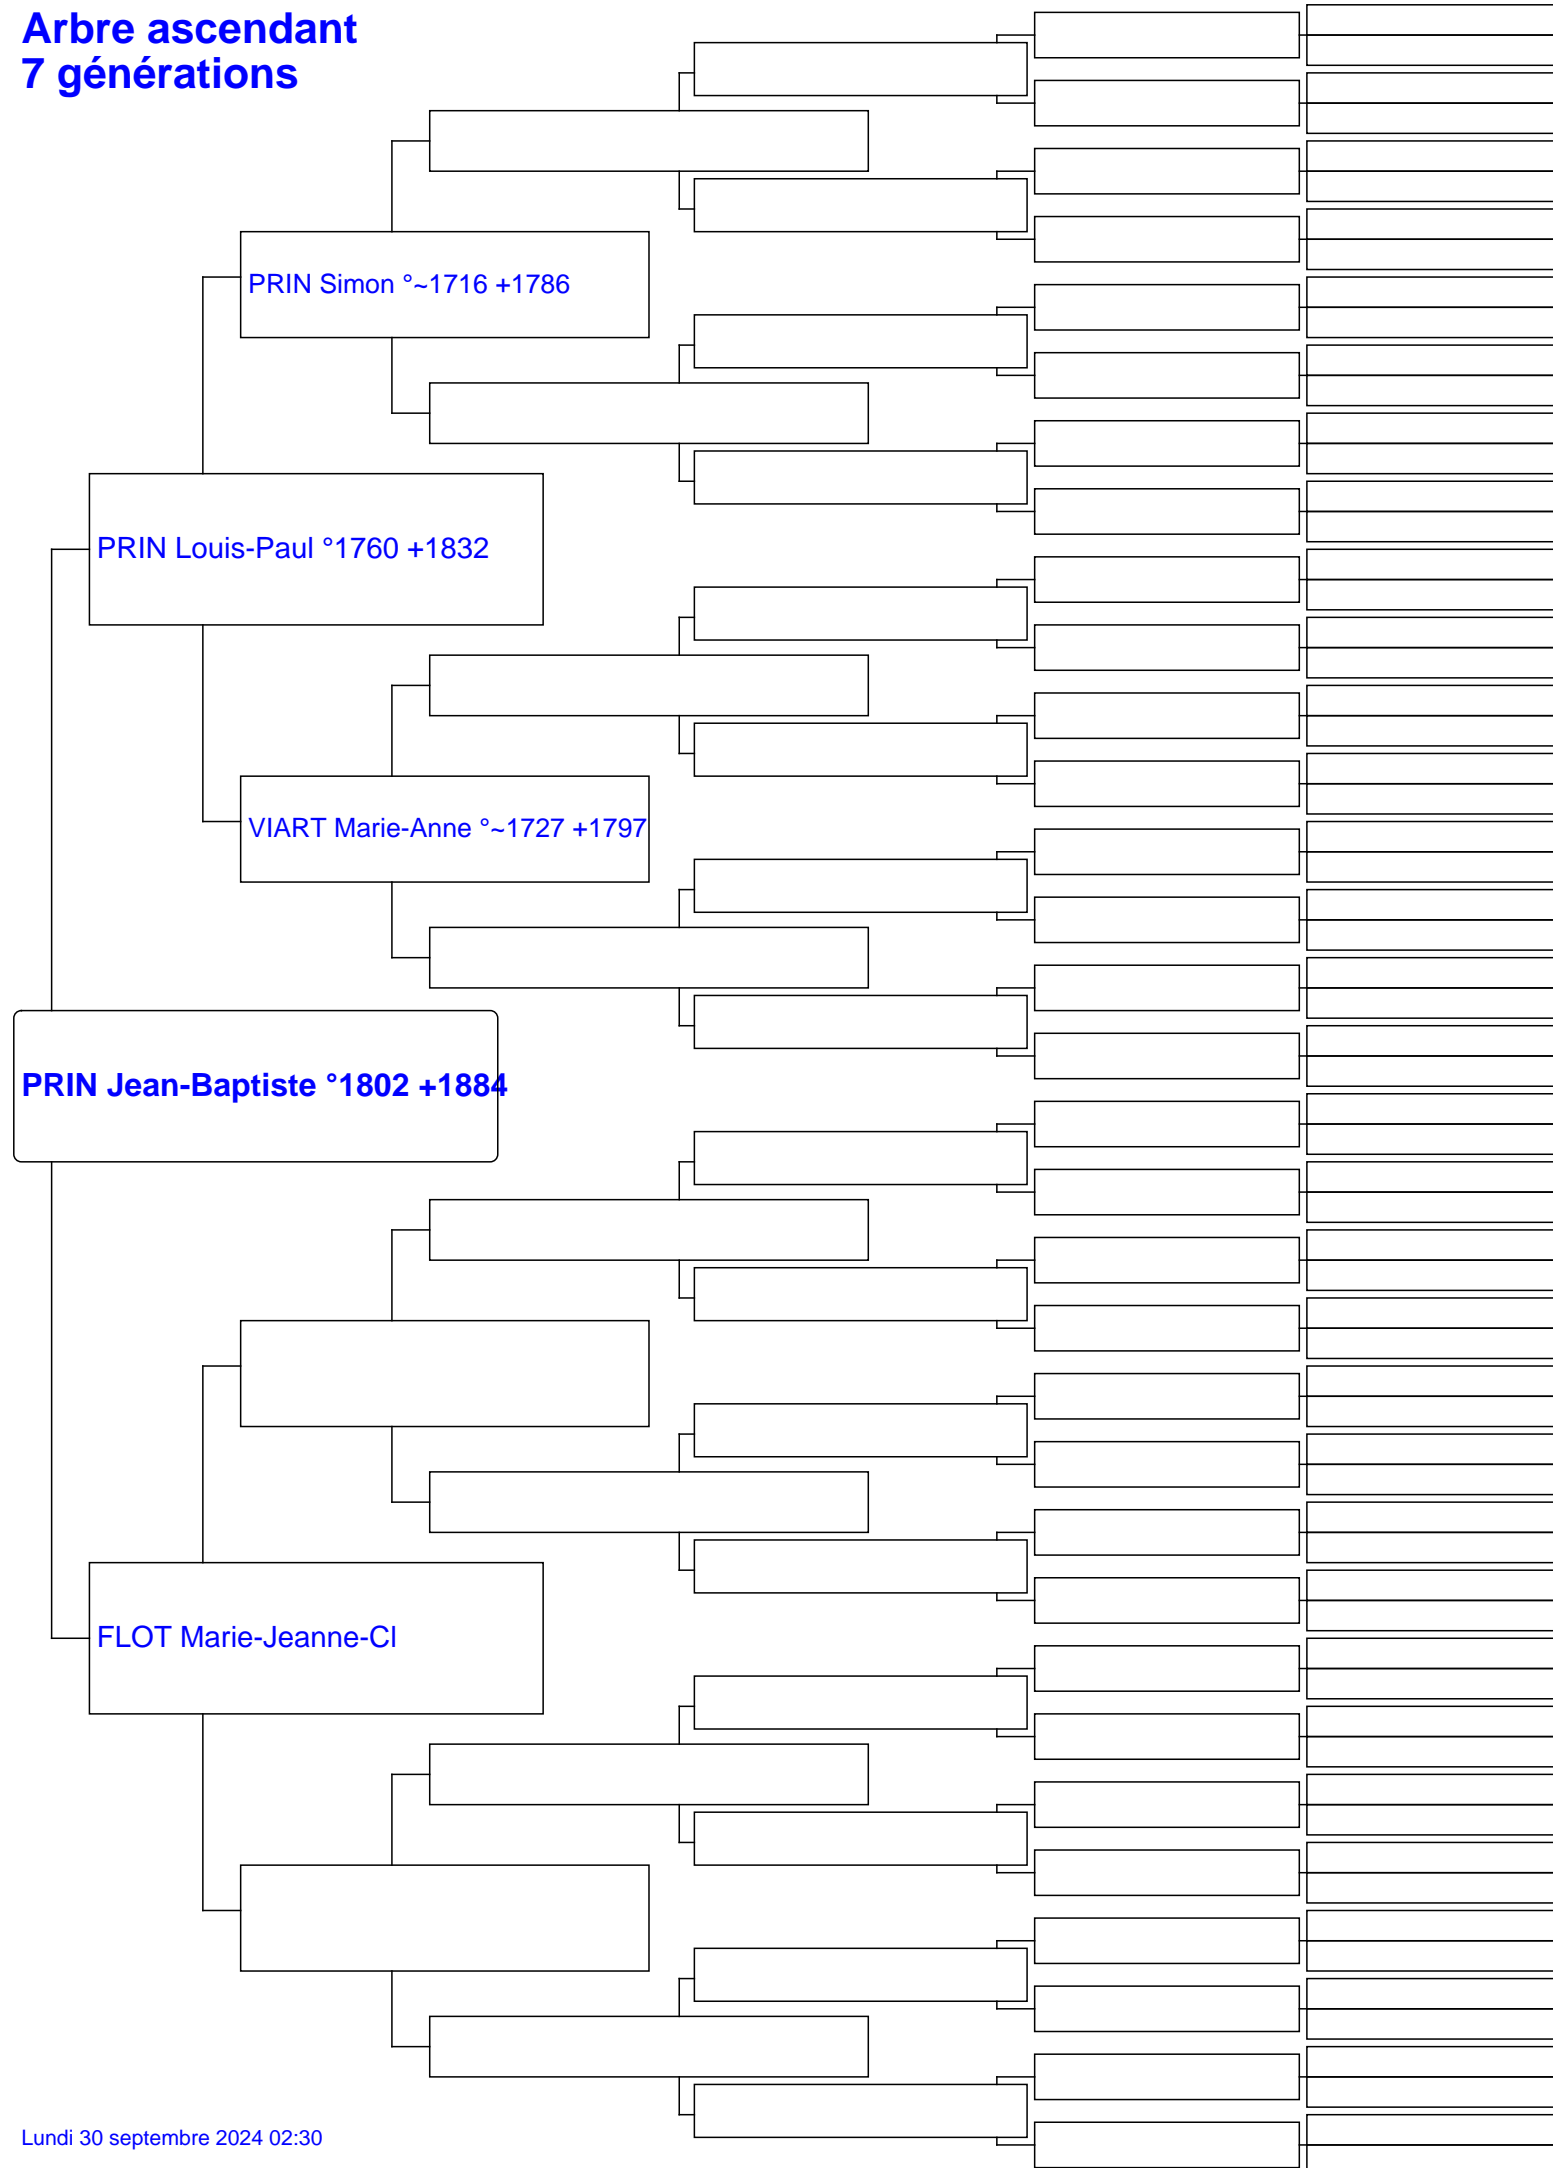 Arbre ascendant
7 générations
PRIN Simon °~1716 +1786
PRIN Louis-Paul °1760 +1832
VIART Marie-Anne °~1727 +1797
PRIN Jean-Baptiste °1802 +1884
FLOT Marie-Jeanne-Cl
Lundi 30 septembre 2024 02:30